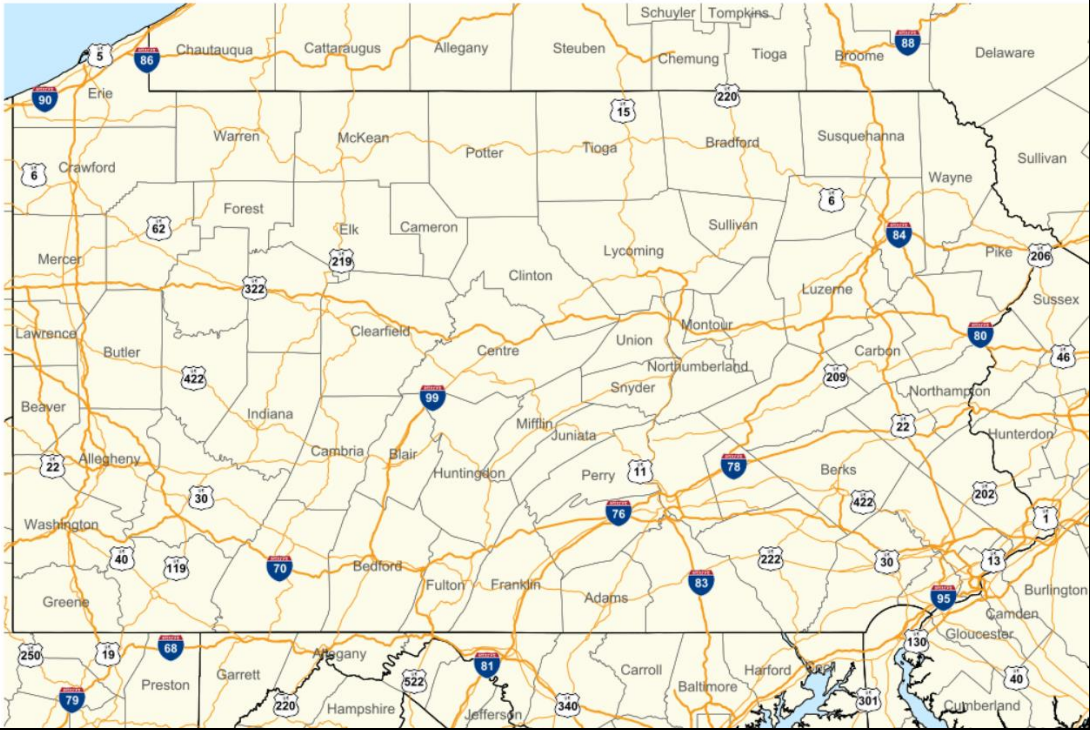 Schuyler
Tompkins
5
86
Chautauqua
Cattaraugus
Allegany
Steuben
Chemung
Tioga
Broome
88
Delaware
90
Erie
15
220
Warren
McKean
Potter
Tioga
Bradford
Susquehanna
Sullivan
6
Crawford
Wayne
6
Forest
62
Elk
Cameron
Sullivan
84
Mercer
219
Lycoming
Pike
206
322
Clinton
Luzerne
Sussex
Lawrence
Clearfield
Montour
80
Butler
Centre
Union
Carbon
46
422
Northumberland
209
Snyder
Northampton
99
Beaver
Indiana
Mifflin
22
Juniata
Hunterdon
22
Allegheny
Cambria
Blair
Huntingdon
Perry
11
78
Berks
30
422
202
76
1
Washington
40
119
70
Bedford
222
30
13
Fulton
Franklin
83
Adams
95
Burlington
Greene
Camden
Gloucester
130
250
19
68
Allegany
81
Preston
Garrett
522
Carroll
Harford
Cecil
40
79
220
Hampshire
Jefferson
340
Baltimore
301
Cumberland